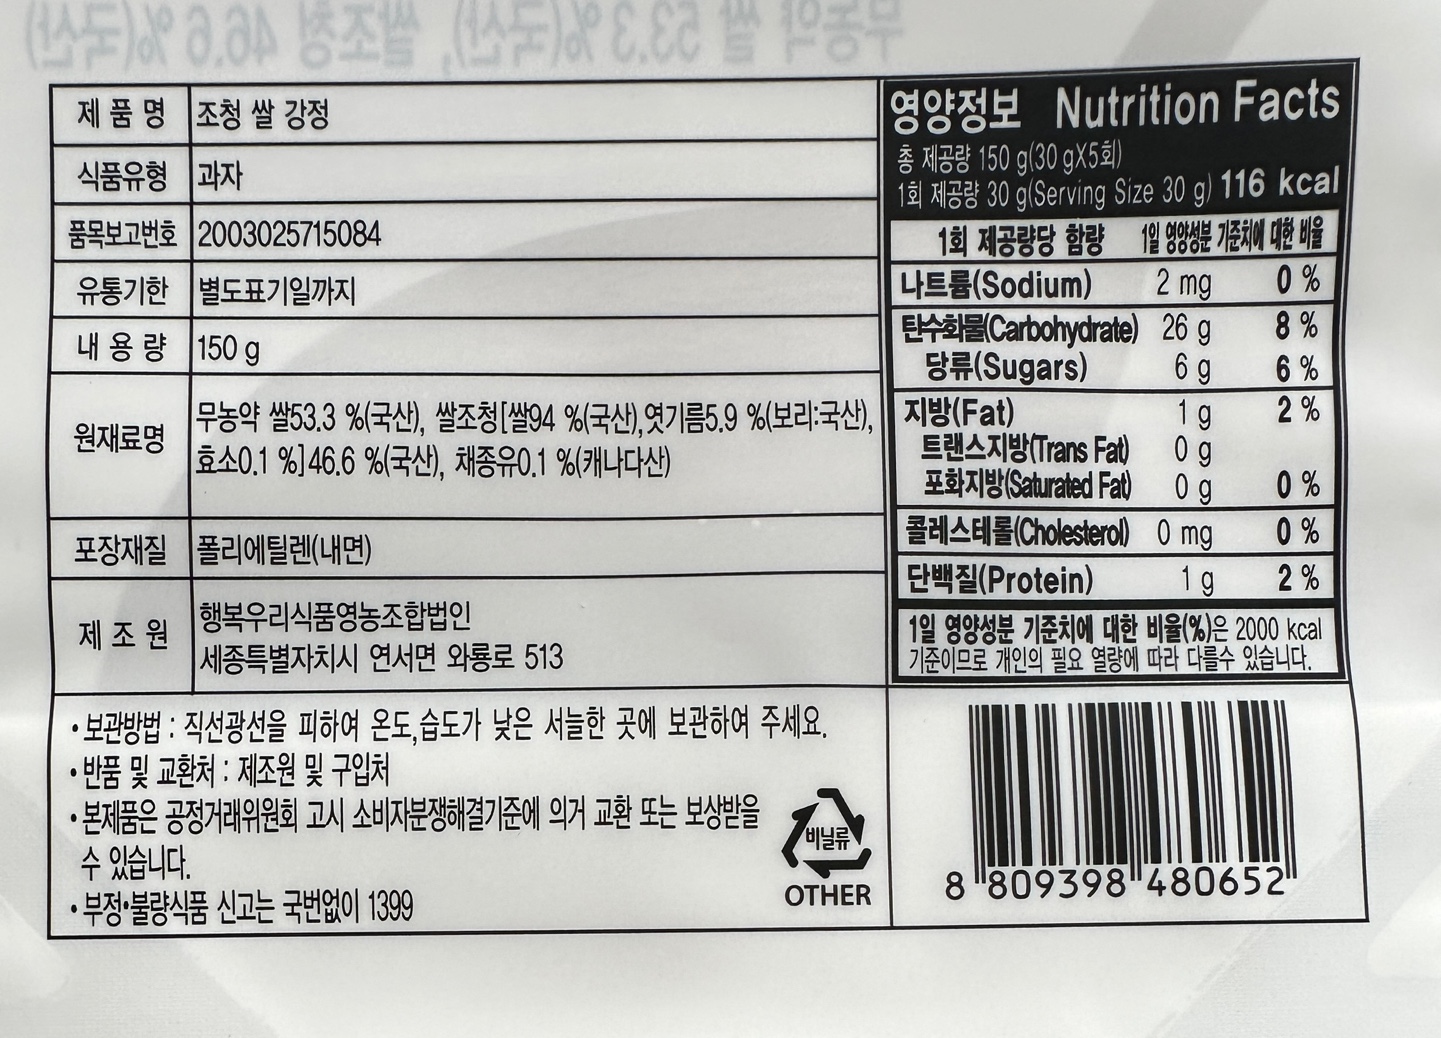 무농약 쌀 53.3 %(국산), 쌀조청 46.6 %(국산)
제 품 명 조청 쌀 강정
식품유형 과자
품목보고번호 2003025715084
유통기한 별도표기일까지
내 용 량 150 g
원재료명 무농약 쌀53.3 %(국산), 쌀조청[쌀94 %(국산),엿기름5.9 %(보리:국산),
효소0.1 %]46.6 %(국산), 채종유0.1 %(캐나다산)
포장재질 폴리에틸렌(내면)
제 조 원 행복우리식품영농조합법인
세종특별자치시 연서면 와룡로 513
• 보관방법 : 직선광선을 피하여 온도,습도가 낮은 서늘한 곳에 보관하여 주세요.
• 반품 및 교환처 : 제조원 및 구입처
• 본제품은 공정거래위원회 고시 소비자분쟁해결기준에 의거 교환 또는 보상받을
수 있습니다.
• 부정•불량식품 신고는 국번없이 1399
비닐류
OTHER
영양정보 Nutrition Facts
총 제공량 150 g(30 gX5회)
1회 제공량 30 g(Serving Size 30 g) 116 kcal
1회 제공량당 함량 1일 영양성분 기준치에 대한 비율
나트륨(Sodium) 2 mg 0 %
탄수화물(Carbohydrate) 26 g 8 %
당류(Sugars) 6 g 6 %
지방(Fat) 1 g 2 %
트랜스지방(Trans Fat) 0 g
포화지방(Saturated Fat) 0 g 0 %
콜레스테롤(Cholesterol) 0 mg 0 %
단백질(Protein) 1 g 2 %
1일 영양성분 기준치에 대한 비율(%)은 2000 kcal
기준이므로 개인의 필요 열량에 따라 다를수 있습니다.
8 809398 480652